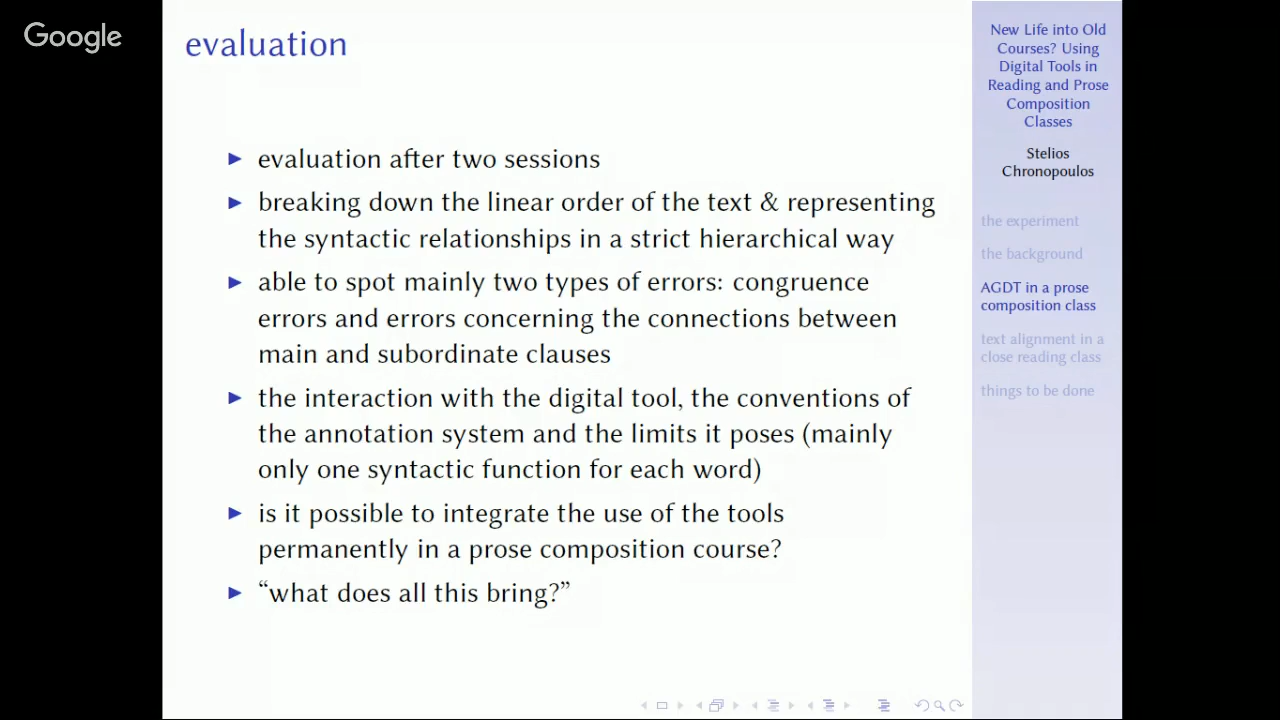 Google
evaluation
evaluation after two sessions
breaking down the linear order of the text & representing
the syntactic relationships in a strict hierarchical way
able to spot mainly two types of errors: congruence
errors and errors concerning the connections between
main and subordinate clauses
the interaction with the digital tool, the conventions of
the annotation system and the limits it poses (mainly
only one syntactic function for each word)
is it possible to integrate the use of the tools
permanently in a prose composition course?
“what does all this bring?”
New Life into Old
Courses? Using
Digital Tools in
Reading and Prose
Composition
Classes
Stelios
Chronopoulos
the experiment
the background
AGDT in a prose
composition class
text alignment in a
close reading class
things to be done